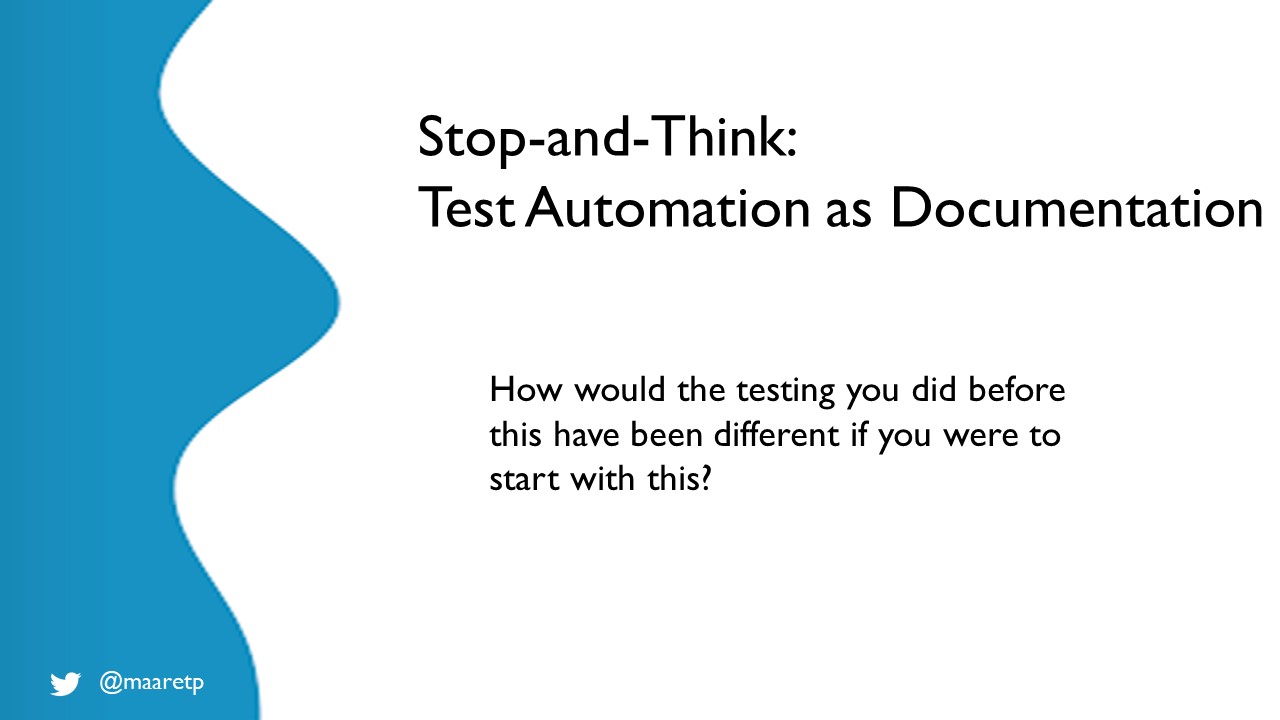 Stop-and-Think:
Test Automation as Documentation
How would the testing you did before
this have been different if you were to
start with this?
@maaretp